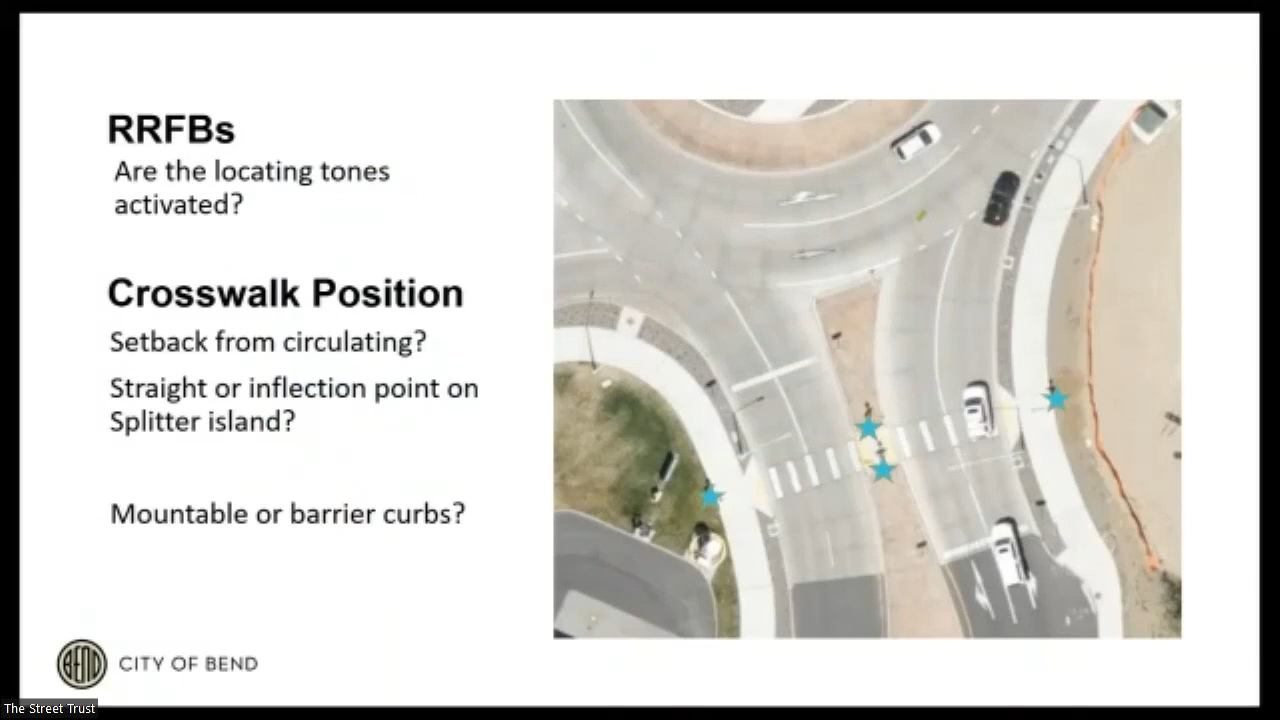 RRFBs
Are the locating tones
activated?
Crosswalk Position
Setback from circulating?
Straight or inflection point on
Splitter island?
Mountable or barrier curbs?
BEND
CITY OF BEND
The Street Trust